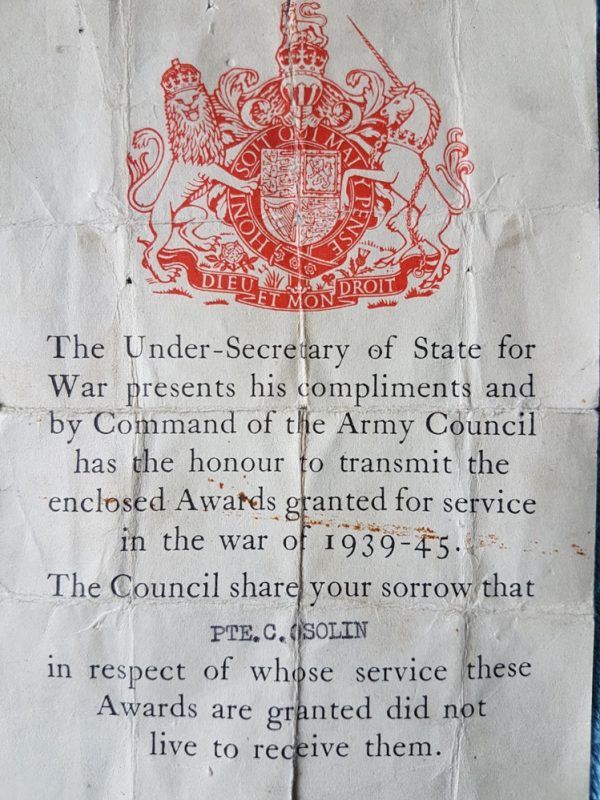 HONI SOIT QUI MAL Y PENSE
DIEU ET MON DROIT
The Under-Secretary of State for
War presents his compliments and
by Command of the Army Council
has the honour to transmit the
enclosed Awards granted for service
in the war of 1939-45.
The Council share your sorrow that
PTE.C. OSOLIN
in respect of whose service these
Awards are granted did not
live to receive them.